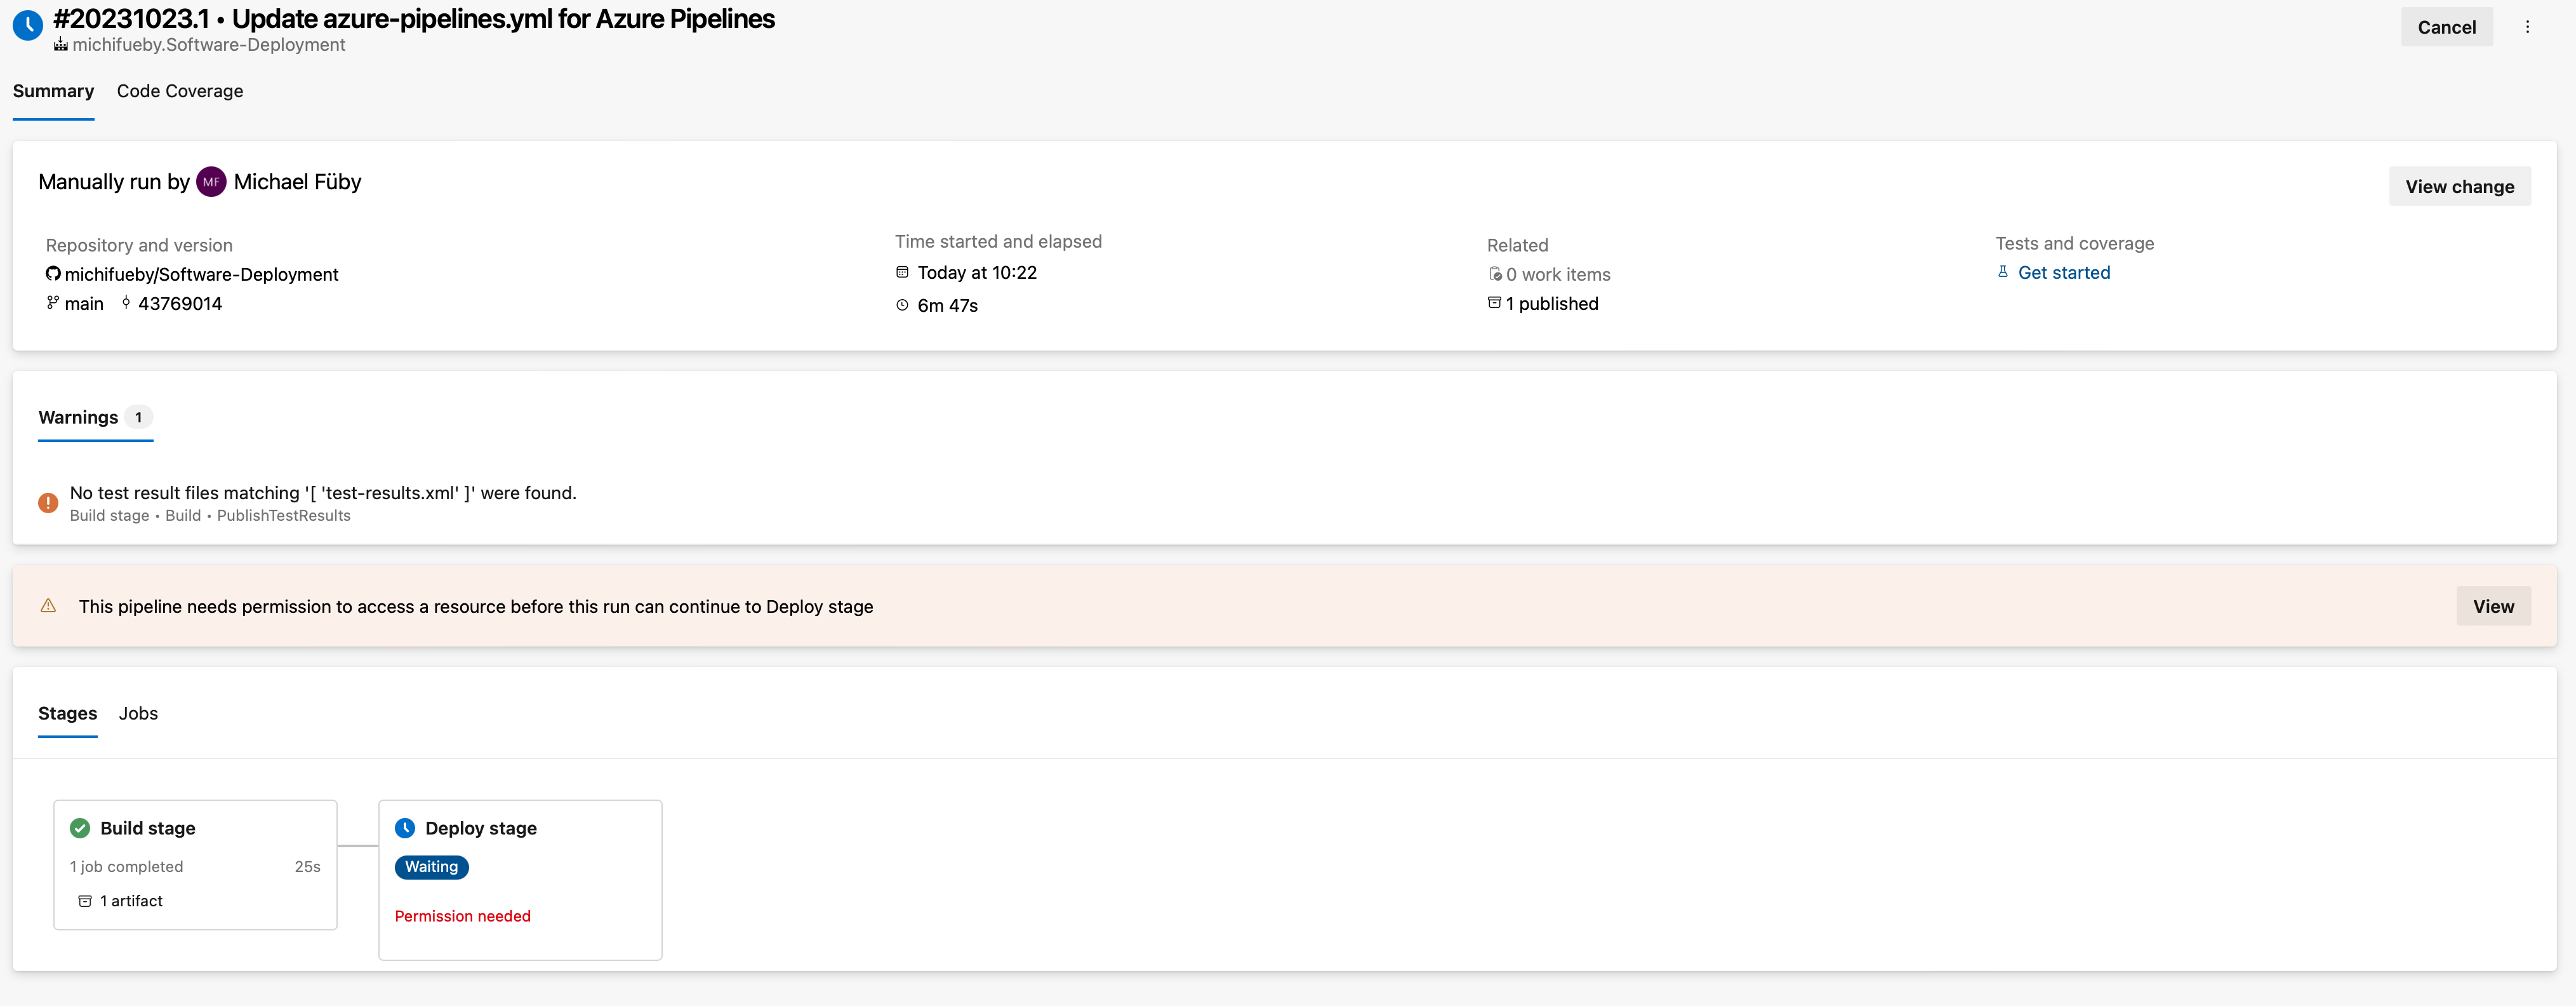 #20231023.1 • Update azure-pipelines.yml for Azure Pipelines
michifueby.Software-Deployment
Cancel
Summary Code Coverage
Manually run by MF Michael Füby
View change
Repository and version
michifueby/Software-Deployment
main 43769014
Time started and elapsed
Today at 10:22
6m 47s
Related
0 work items
1 published
Tests and coverage
Get started
Warnings 1
No test result files matching '[ 'test-results.xml' ]' were found.
Build stage • Build • PublishTestResults
This pipeline needs permission to access a resource before this run can continue to Deploy stage
View
Stages Jobs
Build stage
1 job completed 25s
1 artifact
Deploy stage
Waiting
Permission needed